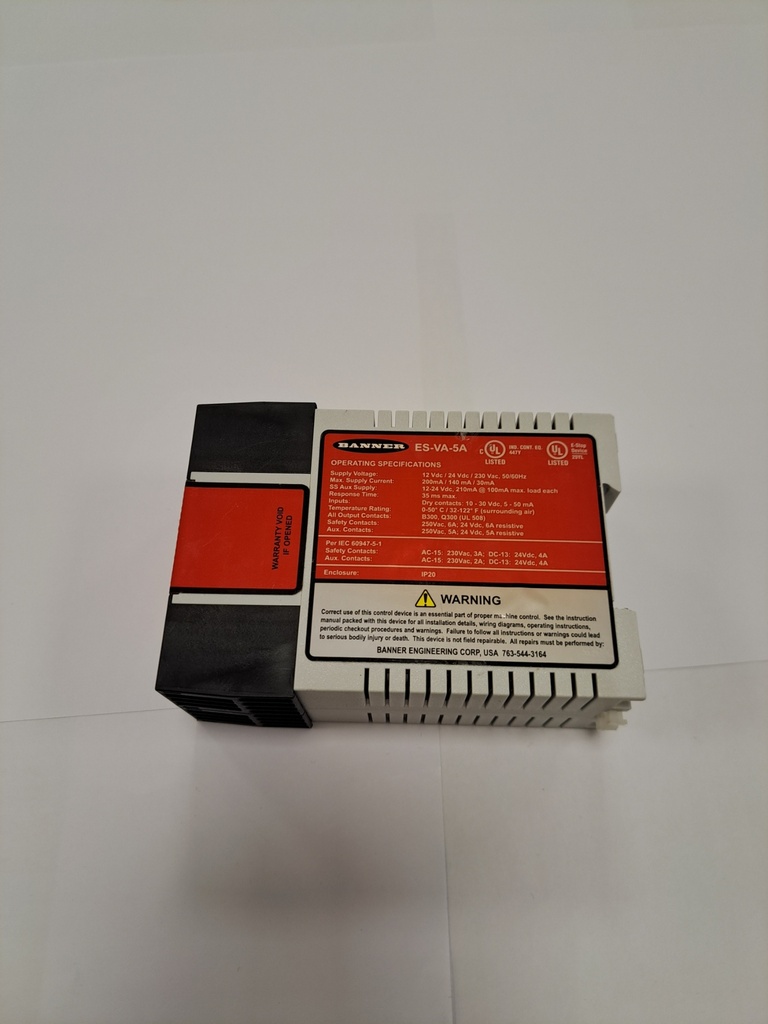 BANNER ES-VA-5A
C UL LISTED
IND. CONT. EQ.
44TY
UL LISTED
E-Stop
Device
29YL
OPERATING SPECIFICATIONS
Supply Voltage: 12 Vdc / 24 Vdc / 230 Vac, 50/60Hz
Max. Supply Current: 200mA / 140 mA / 30mA
SS Aux Supply: 12-24 Vdc, 210mA @ 100mA max. load each
Response Time: 35 ms max.
Inputs: Dry contacts: 10 - 30 Vdc, 5 - 50 mA
Temperature Rating: 0-50° C / 32-122° F (surrounding air)
All Output Contacts: B300, Q300 (UL 508)
Safety Contacts: 250Vac, 6A; 24 Vdc, 6A resistive
Aux. Contacts: 250Vac, 5A; 24 Vdc, 5A resistive
Per IEC 60947-5-1
Safety Contacts: AC-15: 230Vac, 3A; DC-13: 24Vdc, 4A
Aux. Contacts: AC-15: 230Vac, 2A; DC-13: 24Vdc, 4A
Enclosure: IP20
WARNING
Correct use of this control device is an essential part of proper machine control. See the instruction
manual packed with this device for all installation details, wiring diagrams, operating instructions,
periodic checkout procedures and warnings. Failure to follow all instructions or warnings could lead
to serious bodily injury or death. This device is not field repairable. All repairs must be performed by:
BANNER ENGINEERING CORP, USA 763-544-3164
WARRANTY VOID
IF OPENED